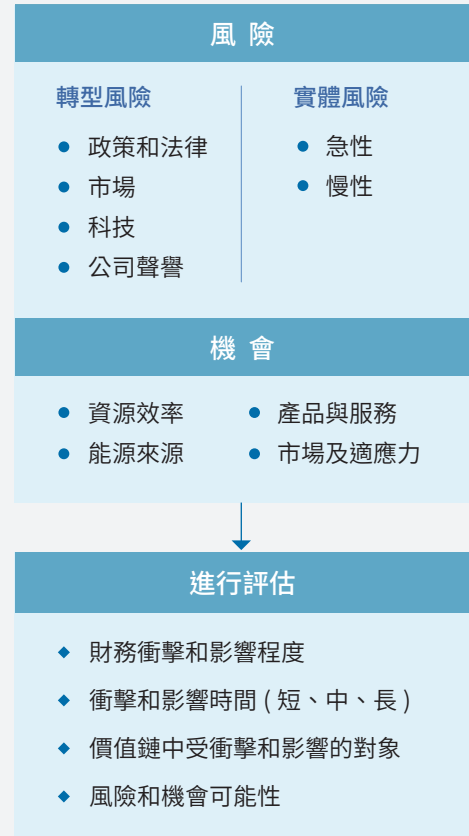 風險
轉型風險
政策和法律
市場
科技
公司聲譽
實體風險
急性
慢性
機會
資源效率
能源來源
產品與服務
市場及適應力
進行評估
財務衝擊和影響程度
衝擊和影響時間 ( 短、中、長 )
價值鏈中受衝擊和影響的對象
風險和機會可能性